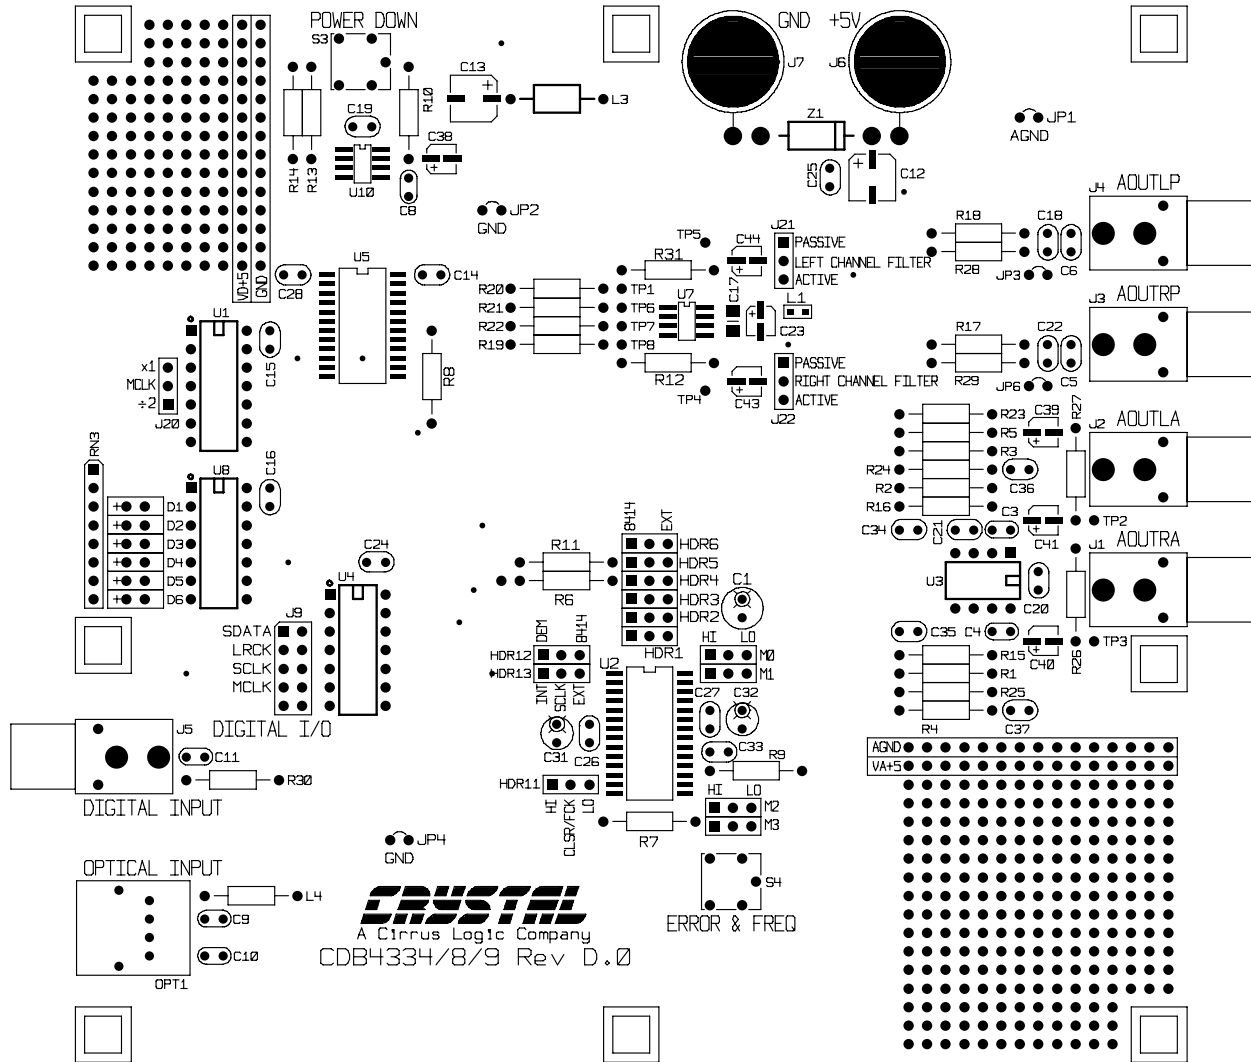 POWER DOWN
S3
GND
+5V
J7
J6
C13
L3
R10
C19
C38
R14
R13
U10
C8
Z1
C25
C12
JP1
AGND
J4
AOUTLP
JP2
GND
TP5
J21
C44
PASSIVE
LEFT CHANNEL FILTER
ACTIVE
R18
C18
R28
JP3
C6
VD+5
GND
C28
U5
C14
R31
R20
TP1
R21
TP6
R22
TP7
R19
TP8
U7
C17
L1
C23
J3
AOUTRP
U1
C15
x1
MCLK
÷2
J20
R8
R12
TP4
C43
PASSIVE
RIGHT CHANNEL FILTER
ACTIVE
J22
R17
C22
R29
JP6
C5
R23
C39
R27
J2
AOUTLA
R5
R3
R24
C36
R2
R16
C3
RN3
U8
C16
D1
D2
D3
D4
D5
D6
C34
C21
C41
TP2
J1
AOUTRA
C24
U4
8414
EXT
HDR6
R11
HDR5
HDR4
R6
HDR3
HDR2
HDR1
C1
U3
C20
J9
SDATA
LRCK
SCLK
MCLK
DIGITAL I/O
DEM
8414
HDR12
HDR13
INT
SCLK
EXT
U2
HI
LO
M0
M1
C35
C4
C40
R26
TP3
R15
R1
R25
R4
C37
C27
C32
C31
C26
C33
R9
J5
C11
R30
DIGITAL INPUT
HDR11
HI
CLSR/FCK
LO
HI
LO
M2
M3
R7
AGND
VA+5
JP4
GND
OPTICAL INPUT
L4
C9
C10
OPT1
S4
ERROR & FREQ
CRYSTAL
A Cirrus Logic Company
CDB4334/8/9 Rev D.0